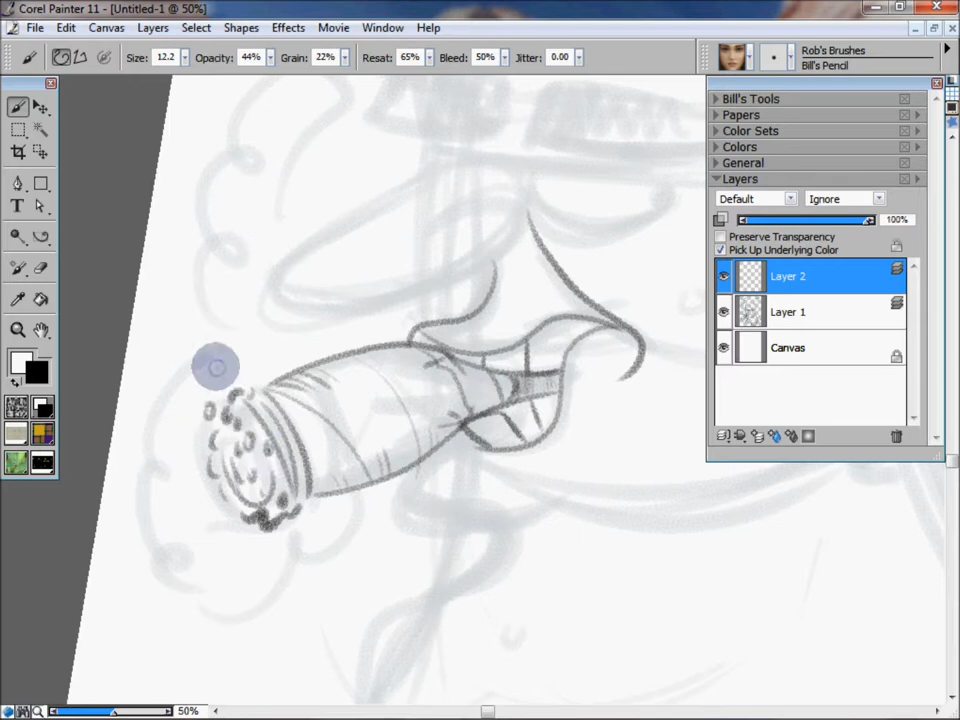 Corel Painter 11 - [Untitled-1 @ 50%]
File Edit Canvas Layers Select Shapes Effects Movie Window Help
Size: 12.2 Opacity: 44% Grain: 22% Resat: 65% Bleed: 50% Jitter: 0.00
Rob's Brushes
Bill's Pencil
Bill's Tools
Papers
Color Sets
Colors
General
Layers
Default Ignore
100%
Preserve Transparency
Pick Up Underlying Color
Layer 2
Layer 1
Canvas
T
50%